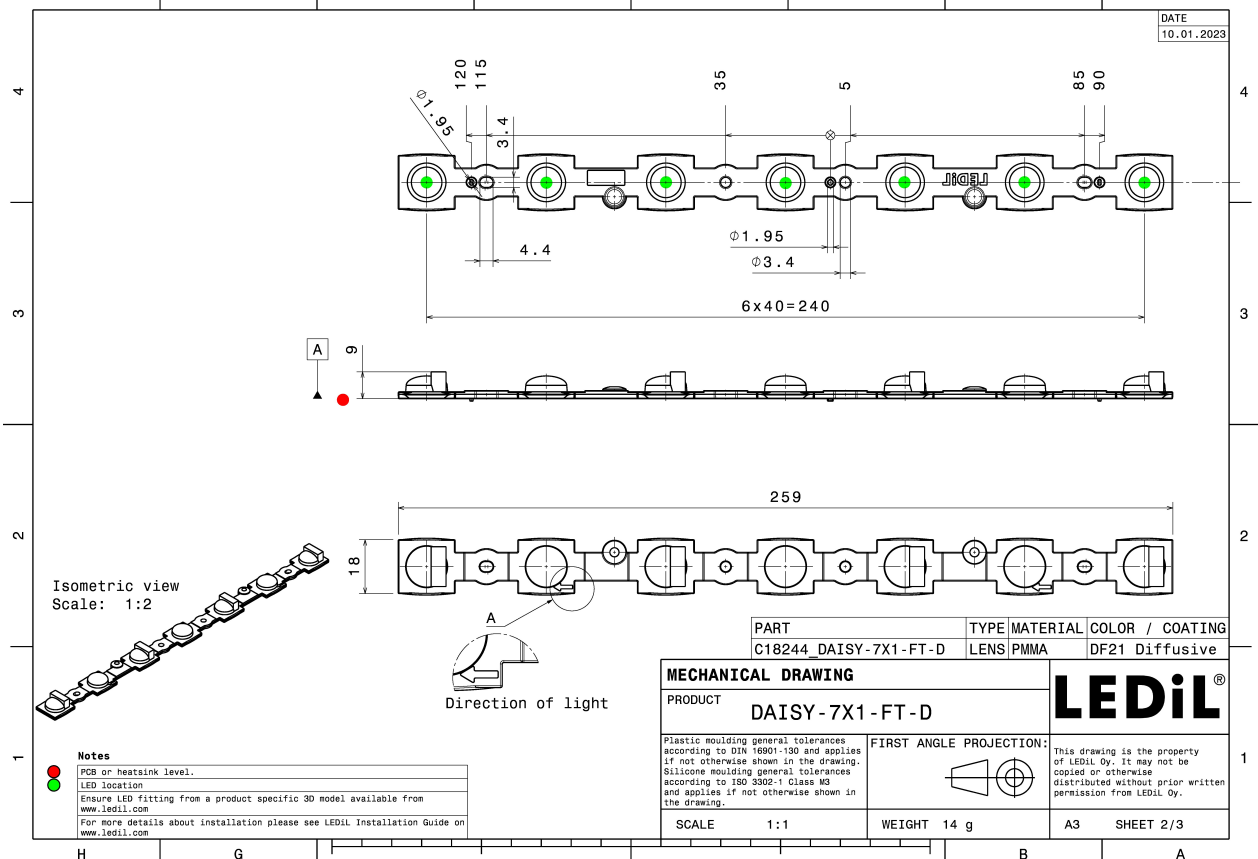 DATE
10.01.2023
4
4
120
115
35
5
85
90
∅1.95
3.4
LEDiL
4.4
∅1.95
∅3.4
6x40=240
3
3
A
9
259
2
2
18
Isometric view
Scale: 1:2
A
Direction of light
PART TYPE MATERIAL COLOR / COATING
C18244_DAISY-7X1-FT-D LENS PMMA DF21 Diffusive
MECHANICAL DRAWING
PRODUCT
DAISY-7X1-FT-D
LEDiL®
Plastic moulding general tolerances
according to DIN 16901-130 and applies
if not otherwise shown in the drawing.
Silicone moulding general tolerances
according to ISO 3302-1 Class M3
and applies if not otherwise shown in
the drawing.
FIRST ANGLE PROJECTION:
This drawing is the property
of LEDiL Oy. It may not be
copied or otherwise
distributed without prior written
permission from LEDiL Oy.
1
1
Notes
PCB or heatsink level.
LED location
Ensure LED fitting from a product specific 3D model available from
www.ledil.com
For more details about installation please see LEDiL Installation Guide on
www.ledil.com
SCALE 1:1 WEIGHT 14 g A3 SHEET 2/3
H G B A